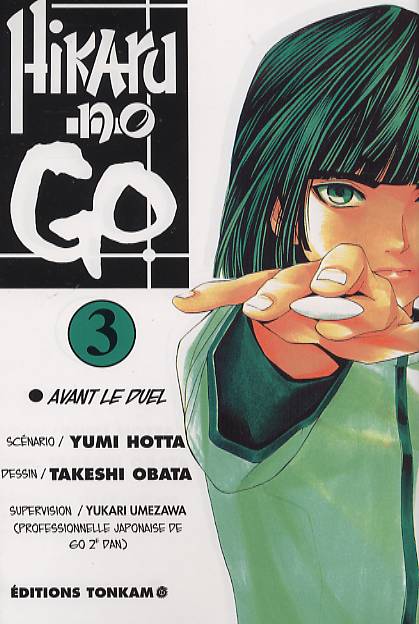 HiKARU
no
GO
3
• AVANT LE DUEL
SCÉNARIO / YUMI HOTTA
DESSIN / TAKESHI OBATA
SUPERVISION / YUKARI UMEZAWA
(PROFESSIONNELLE JAPONAISE DE
GO 2E DAN)
ÉDITIONS TONKAM